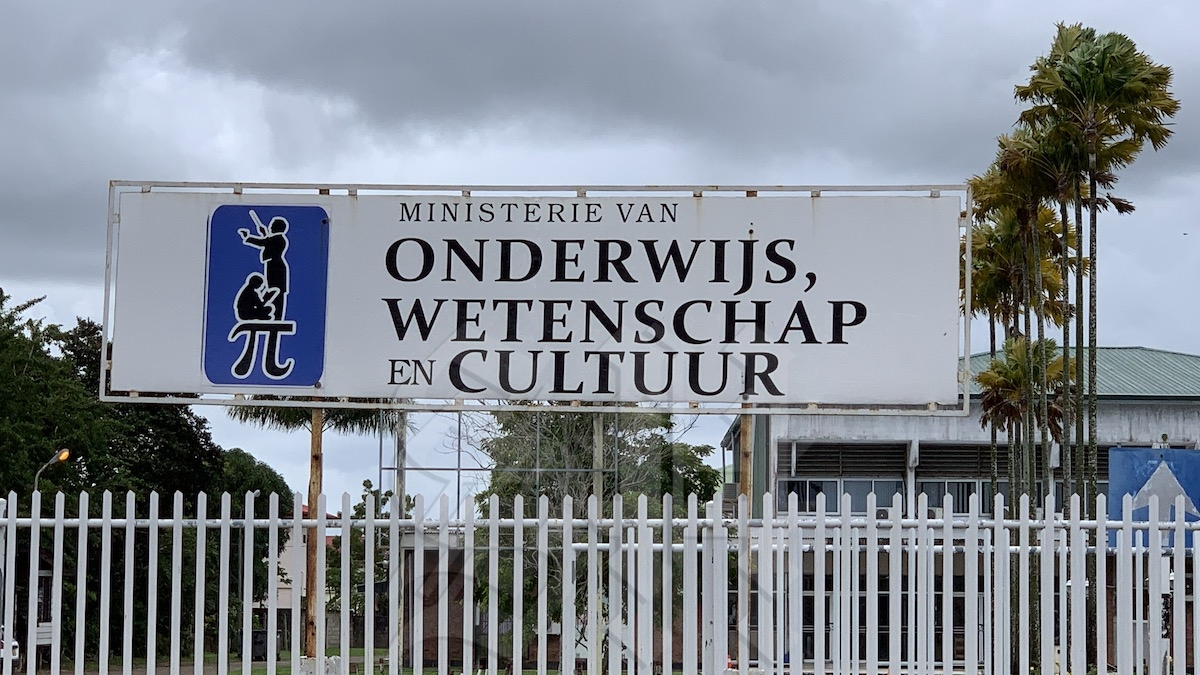 MINISTERIE VAN
ONDERWIJS,
WETENSCHAP
EN CULTUUR